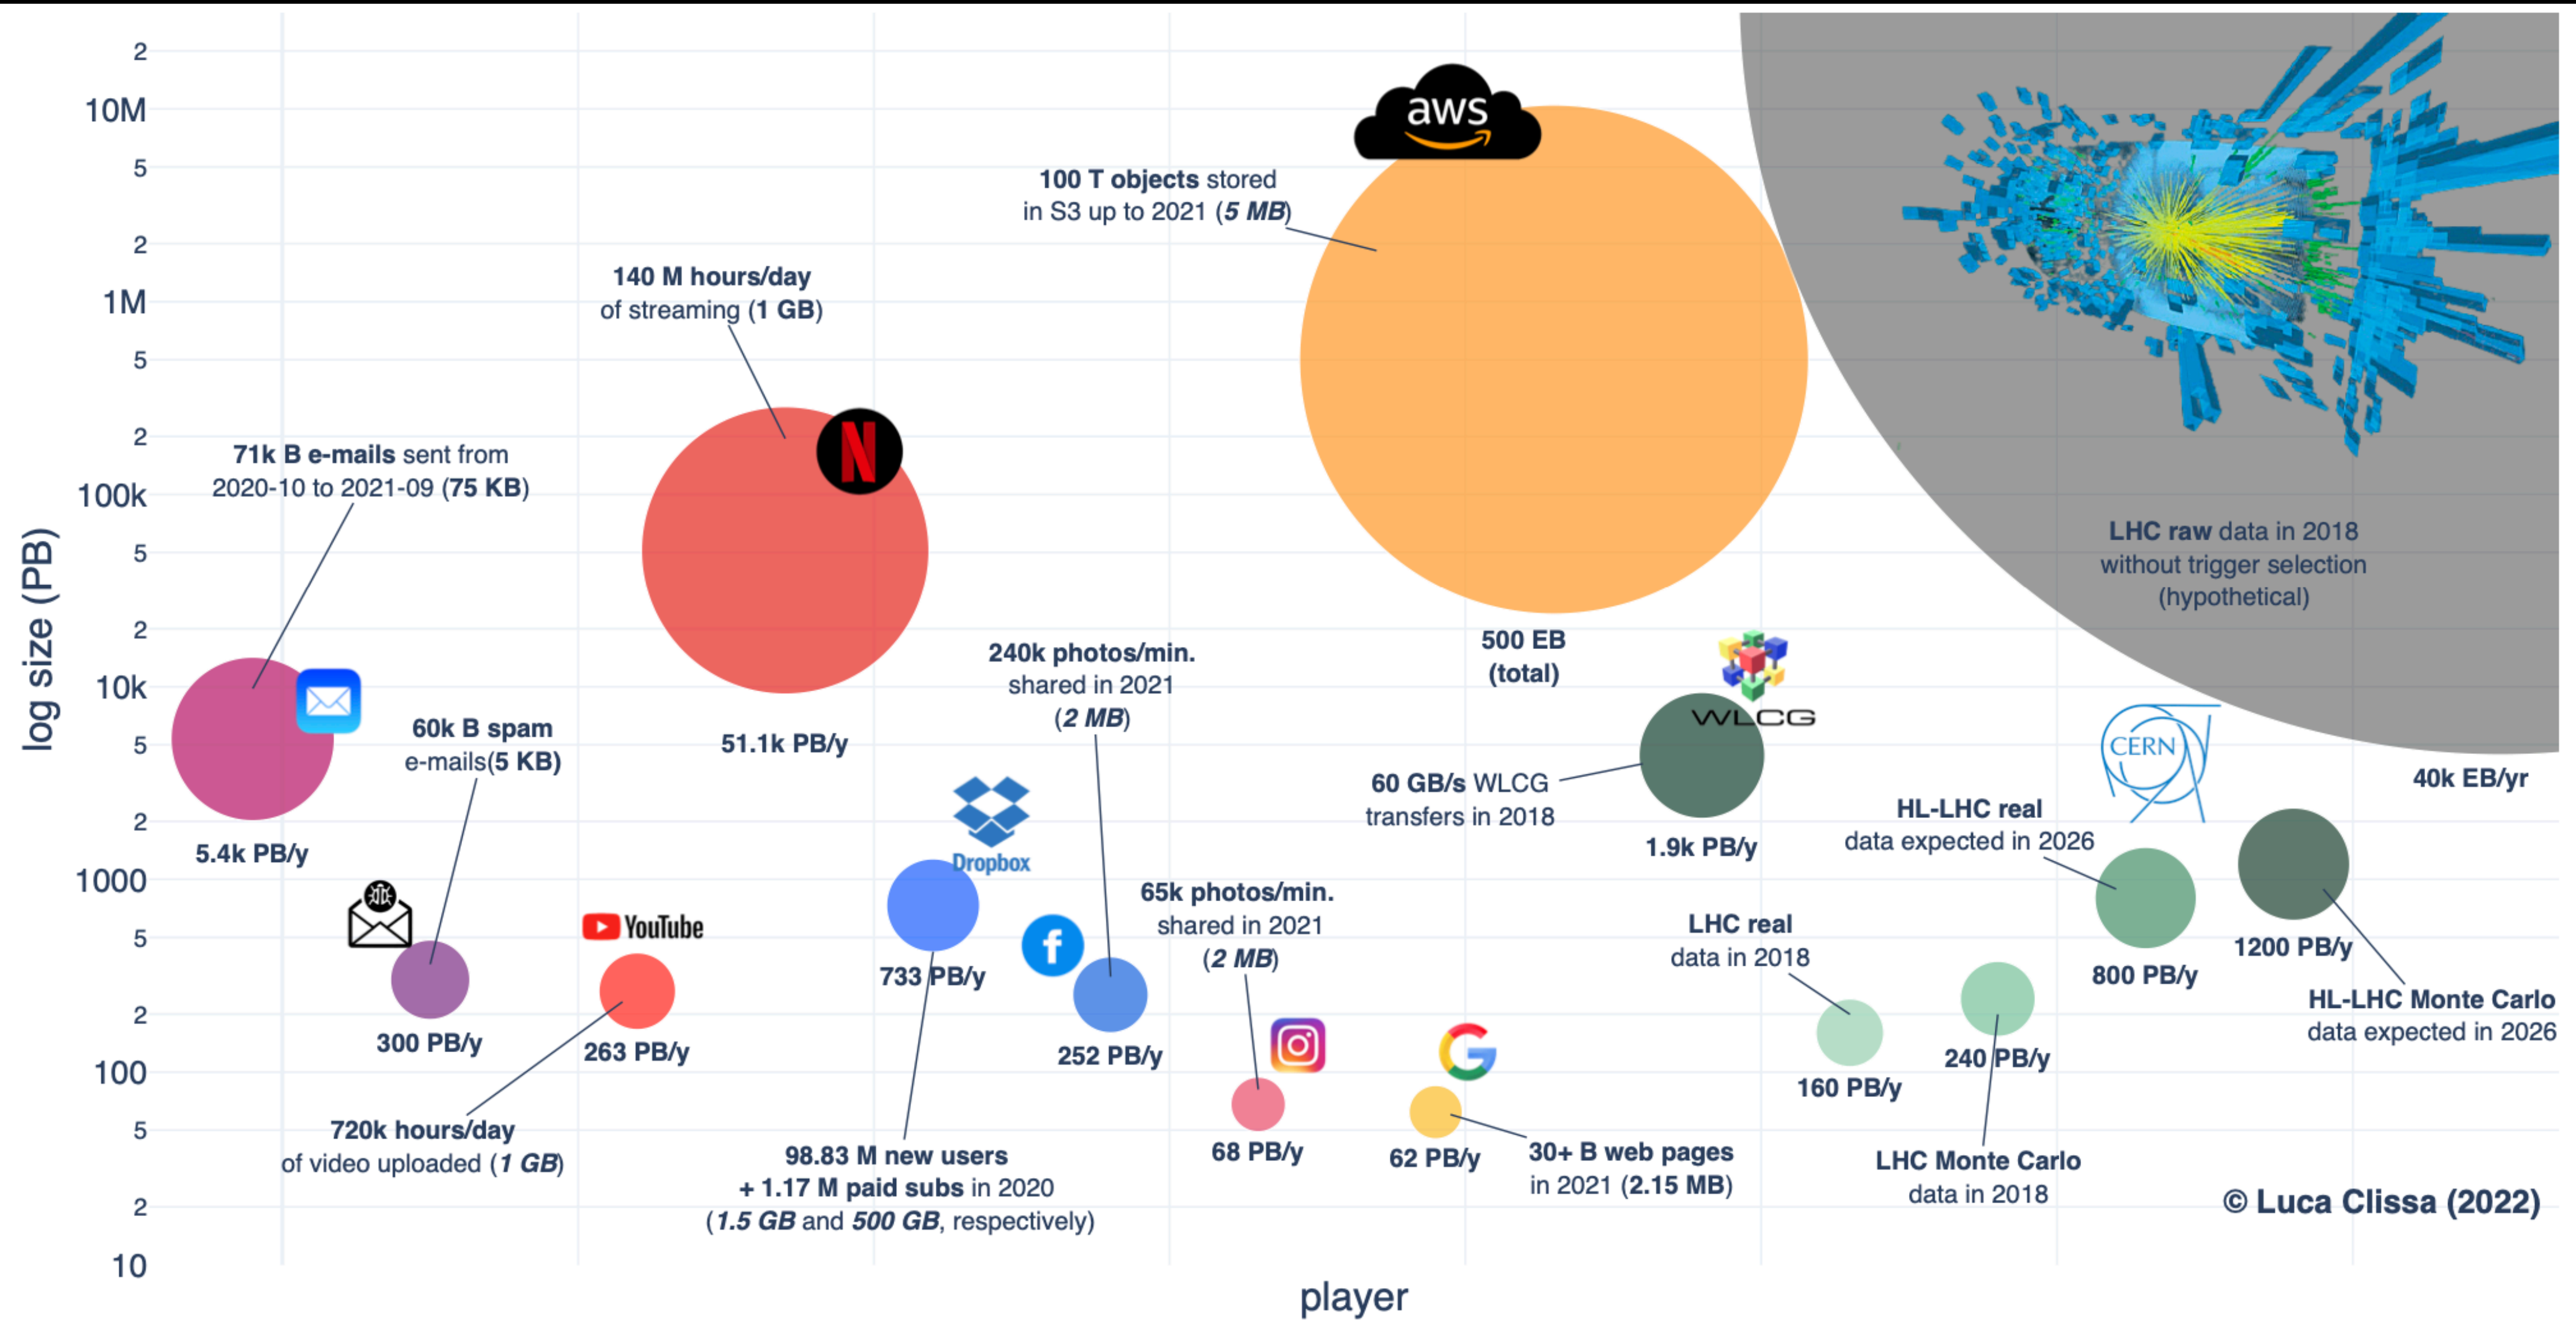 log size (PB)
2
10M
5
2
1M
5
2
100k
5
2
10k
5
2
1000
5
2
100
5
2
10
player
71k B e-mails sent from
2020-10 to 2021-09 (75 KB)
5.4k PB/y
60k B spam
e-mails(5 KB)
300 PB/y
140 M hours/day
of streaming (1 GB)
N
51.1k PB/y
YouTube
263 PB/y
720k hours/day
of video uploaded (1 GB)
Dropbox
733 PB/y
98.83 M new users
+ 1.17 M paid subs in 2020
(1.5 GB and 500 GB, respectively)
240k photos/min.
shared in 2021
(2 MB)
f
252 PB/y
65k photos/min.
shared in 2021
(2 MB)
68 PB/y
G
62 PB/y
30+ B web pages
in 2021 (2.15 MB)
aws
100 T objects stored
in S3 up to 2021 (5 MB)
500 EB
(total)
WLCG
60 GB/s WLCG
transfers in 2018
1.9k PB/y
LHC real
data in 2018
160 PB/y
240 PB/y
LHC Monte Carlo
data in 2018
CERN
HL-LHC real
data expected in 2026
800 PB/y
1200 PB/y
HL-LHC Monte Carlo
data expected in 2026
LHC raw data in 2018
without trigger selection
(hypothetical)
40k EB/yr
© Luca Clissa (2022)